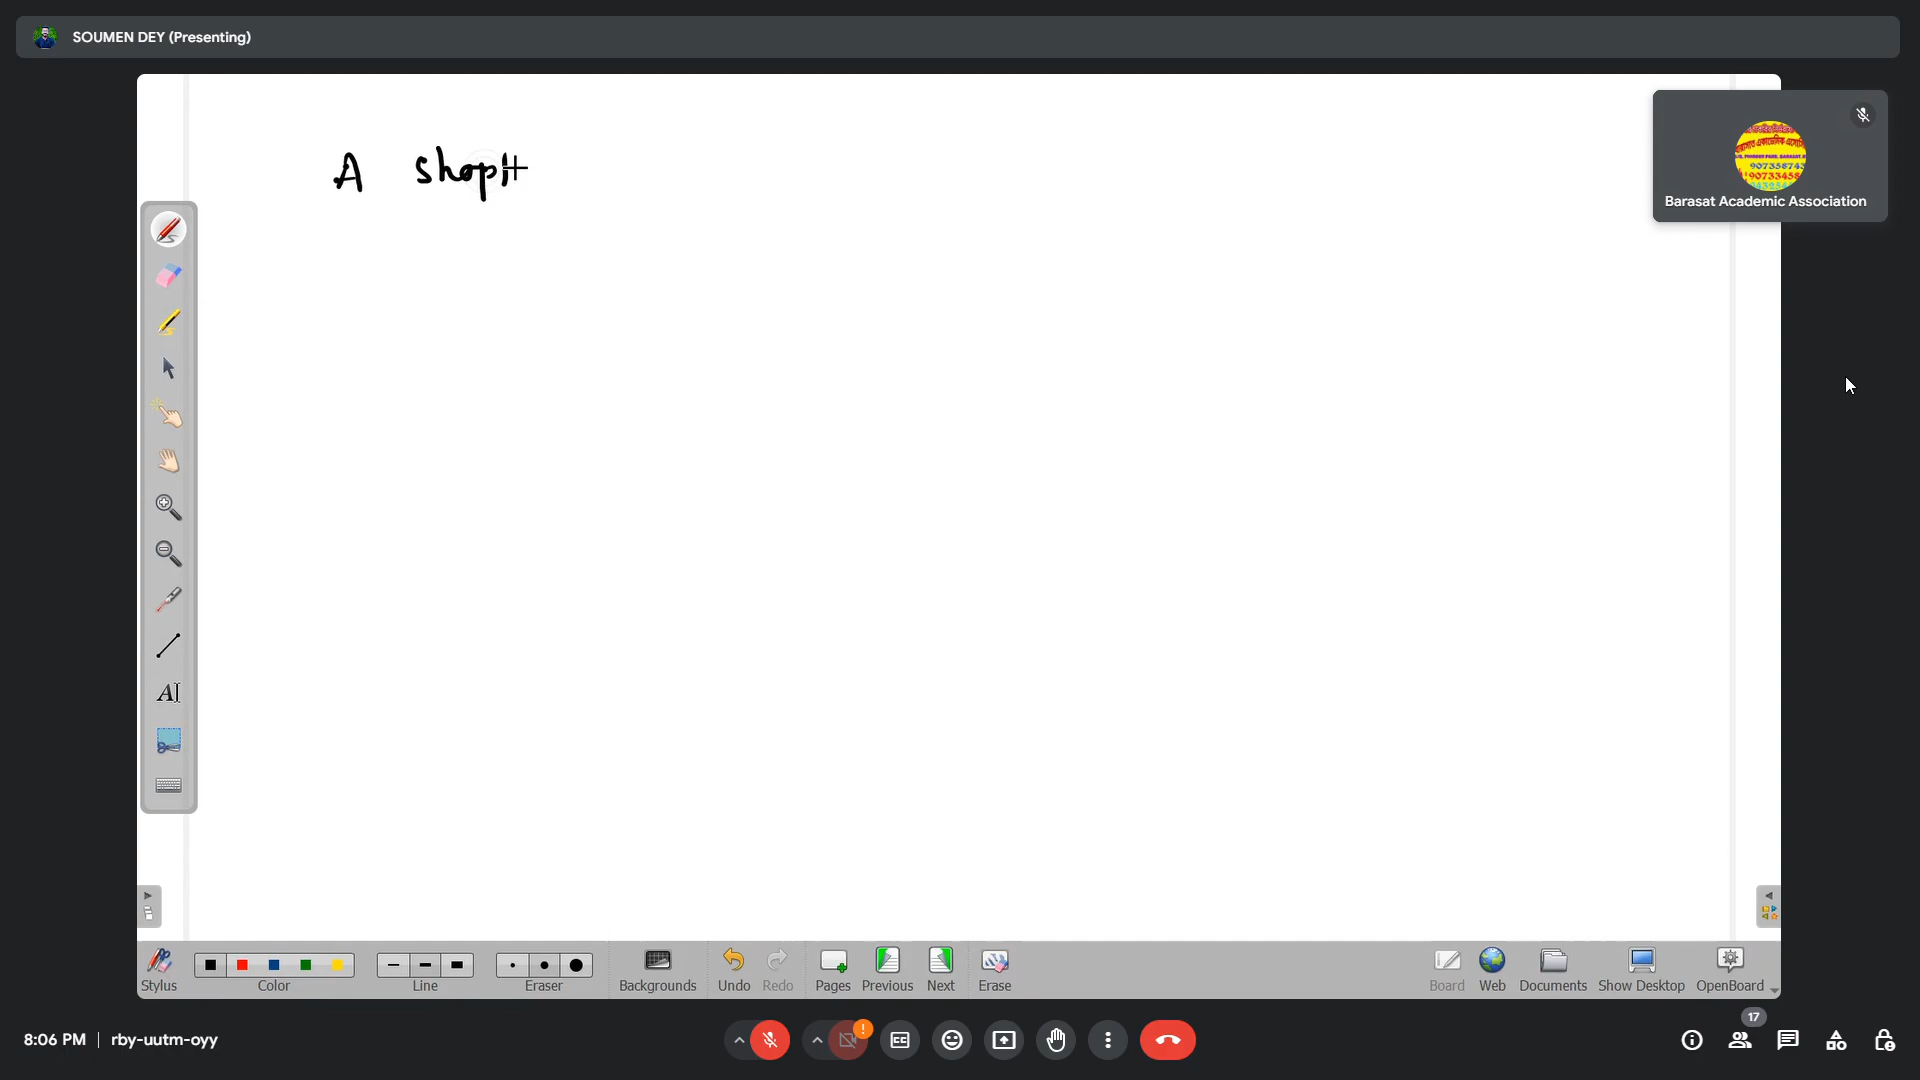 SOUMEN DEY (Presenting)
A shop
Barasat Academic Association
Stylus
Color
Line
Eraser
Backgrounds
Undo
Redo
Pages
Previous
Next
Erase
Board
Web
Documents
Show Desktop
OpenBoard
17
8:06 PM | rby-uutm-oyy